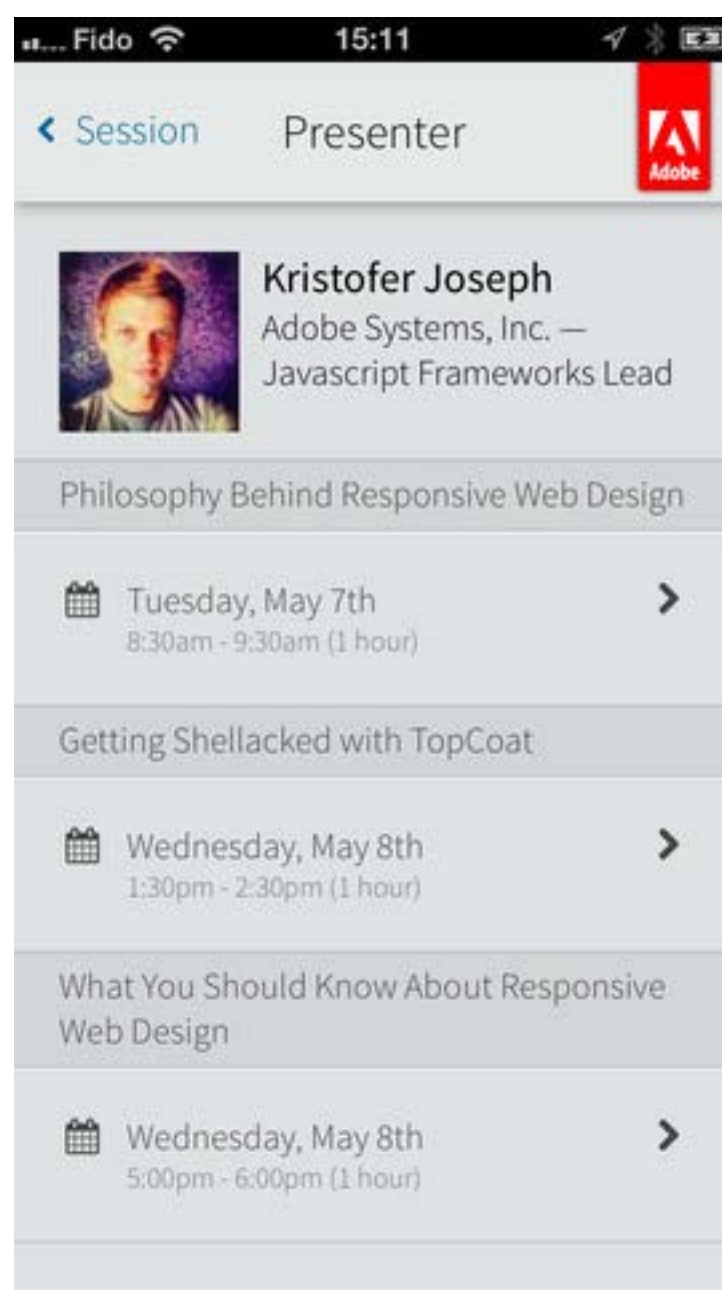 Fido 15:11
Session Presenter
Adobe
Kristofer Joseph
Adobe Systems, Inc. —
Javascript Frameworks Lead
Philosophy Behind Responsive Web Design
Tuesday, May 7th
8:30am - 9:30am (1 hour)
Getting Shellacked with TopCoat
Wednesday, May 8th
1:30pm - 2:30pm (1 hour)
What You Should Know About Responsive
Web Design
Wednesday, May 8th
5:00pm - 6:00pm (1 hour)